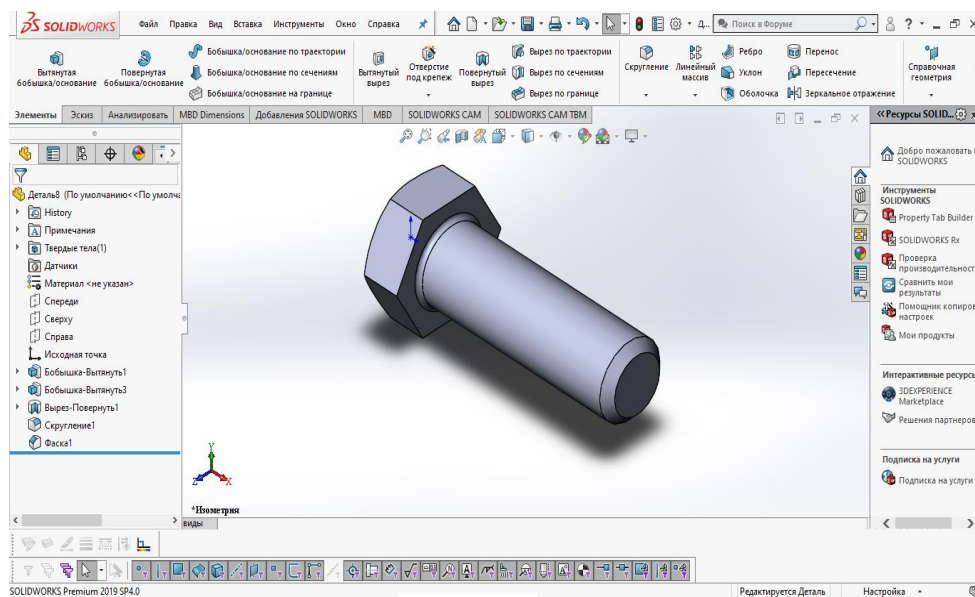 SOLIDWORKS
Файл Правка Вид Вставка Инструменты Окно Справка
Д...
Поиск в Форуме
Вытянутая бобышка/основание
Повернутая бобышка/основание
Бобышка/основание по траектории
Бобышка/основание по сечениям
Бобышка/основание на границе
Вытянутый вырез
Отверстие под крепеж
Повернутый вырез
Вырез по траектории
Вырез по сечениям
Вырез по границе
Скругление
Линейный массив
Ребро
Уклон
Оболочка
Перенос
Пересечение
Зеркальное отражение
Справочная геометрия
Элементы Эскиз Анализировать MBD Dimensions Добавления SOLIDWORKS MBD SOLIDWORKS CAM SOLIDWORKS CAM TBM
Деталь8 (По умолчанию<<По умолча
History
Примечания
Твердые тела(1)
Датчики
Материал <не указан>
Спереди
Сверху
Справа
Исходная точка
Бобышка-Вытянуть1
Бобышка-Вытянуть3
Вырез-Повернуть1
Скругление1
Фаска1
Y
Z
X
*Изометрия
виды
Ресурсы SOLID...
Добро пожаловать
SOLIDWORKS
Инструменты
SOLIDWORKS
Property Tab Builder
SOLIDWORKS Rx
Проверка
производительност
Сравнить мои
результаты
Помощник копиров
настроек
Мои продукты
Интерактивные ресурсы
3DEXPERIENCE
Marketplace
Решения партнеров
Подписка на услуги
Подписка на услуги
SOLIDWORKS Premium 2019 SP4.0
Редактируется Деталь
Настройка